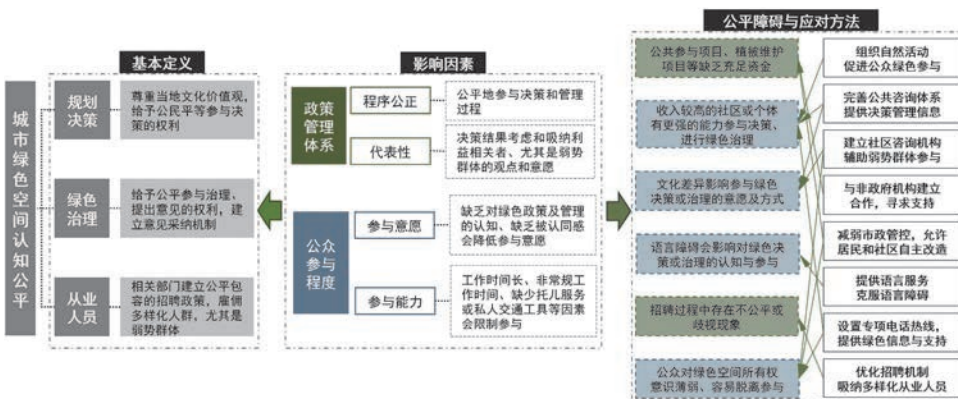 公平障碍与应对方法
基本定义
影响因素
城市绿色空间认知公平
规划
决策
尊重当地文化价值观，
给予公民平等参与决
策的权利
绿色
治理
给予公平参与治理、
提出意见的权利，建
立意见采纳机制
从业
人员
相关部门建立公平包
容的招聘政策，雇佣
多样化人群，尤其是
弱势群体
政策
管理
体系
程序公正
公平地参与决策和管理
过程
代表性
决策结果考虑和吸纳利
益相关者、尤其是弱势
群体的观点和意愿
公众
参与
程度
参与意愿
缺乏对绿色政策及管理
的认知、缺乏被认同感
会降低参与意愿
参与能力
工作时间长、非常规工
作时间、缺少托儿服务
或私人交通工具等因素
会限制参与
公共参与项目、植被维护
项目等缺乏充足资金
收入较高的社区或个体
有更强的能力参与决策、
进行绿色治理
文化差异影响参与绿色
决策或治理的意愿及方式
语言障碍会影响对绿色决
策或治理的认知与参与
招聘过程中存在不公平或
歧视现象
公众对绿色空间所有权
意识薄弱、容易脱离参与
组织自然活动
促进公众绿色参与
完善公共咨询体系
提供决策管理信息
建立社区咨询机构
辅助弱势群体参与
与非政府机构建立
合作，寻求支持
减弱市政管控，允许
居民和社区自主改造
提供语言服务
克服语言障碍
设置专项电话热线，
提供绿色信息与支持
优化招聘机制
吸纳多样化从业人员